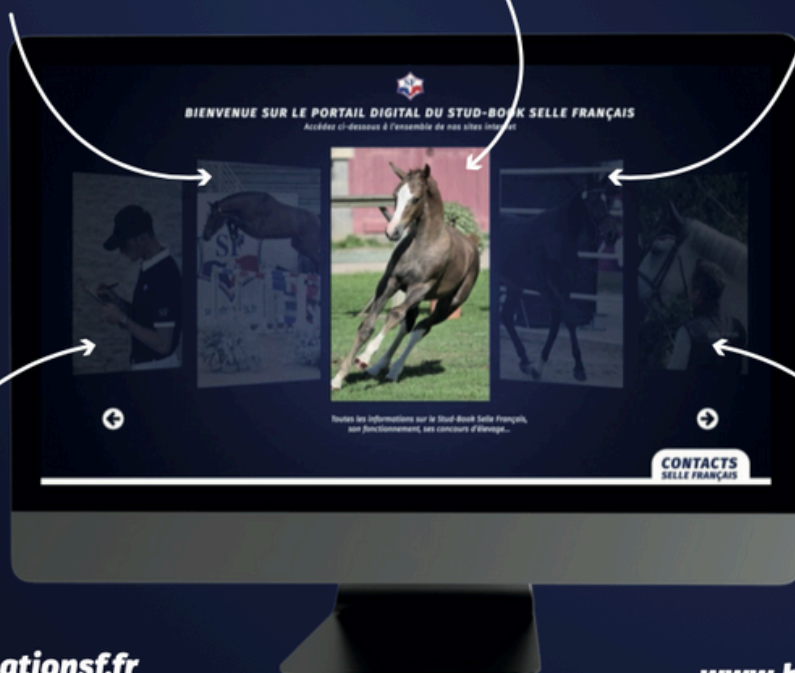 BIENVENUE SUR LE PORTAIL DIGITAL DU STUD-BOOK SELLE FRANÇAIS
Accédez ci-dessous à l'ensemble de nos sites internet
SF
Toutes les informations sur le Stud-Book Selle Français,
son fonctionnement, ses concours d'élevage...
CONTACTS
SELLE FRANÇAIS
ationsf.fr